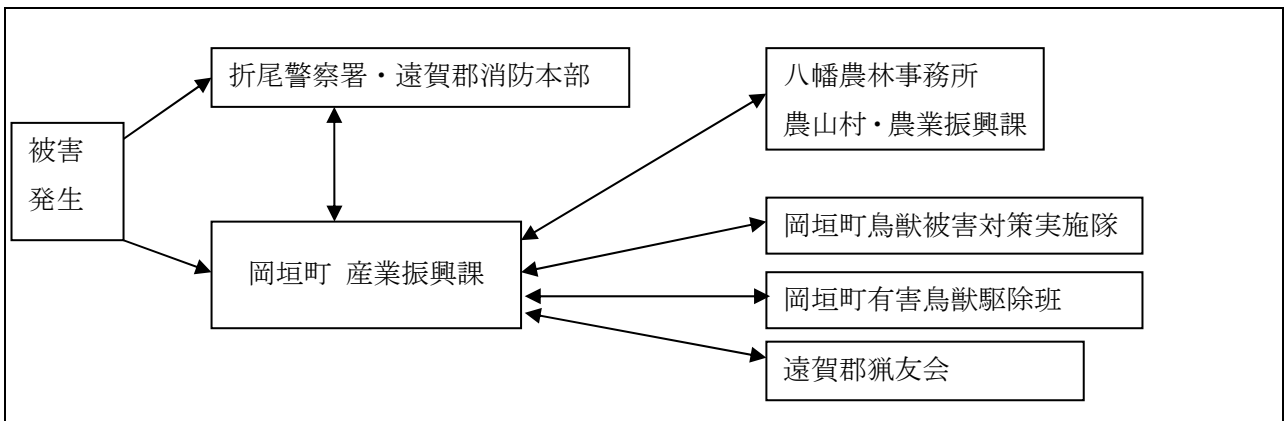 折尾警察署・遠賀郡消防本部
八幡農林事務所
農山村・農業振興課
被害
発生
岡垣町鳥獣被害対策実施隊
岡垣町 産業振興課
岡垣町有害鳥獣駆除班
遠賀郡猟友会